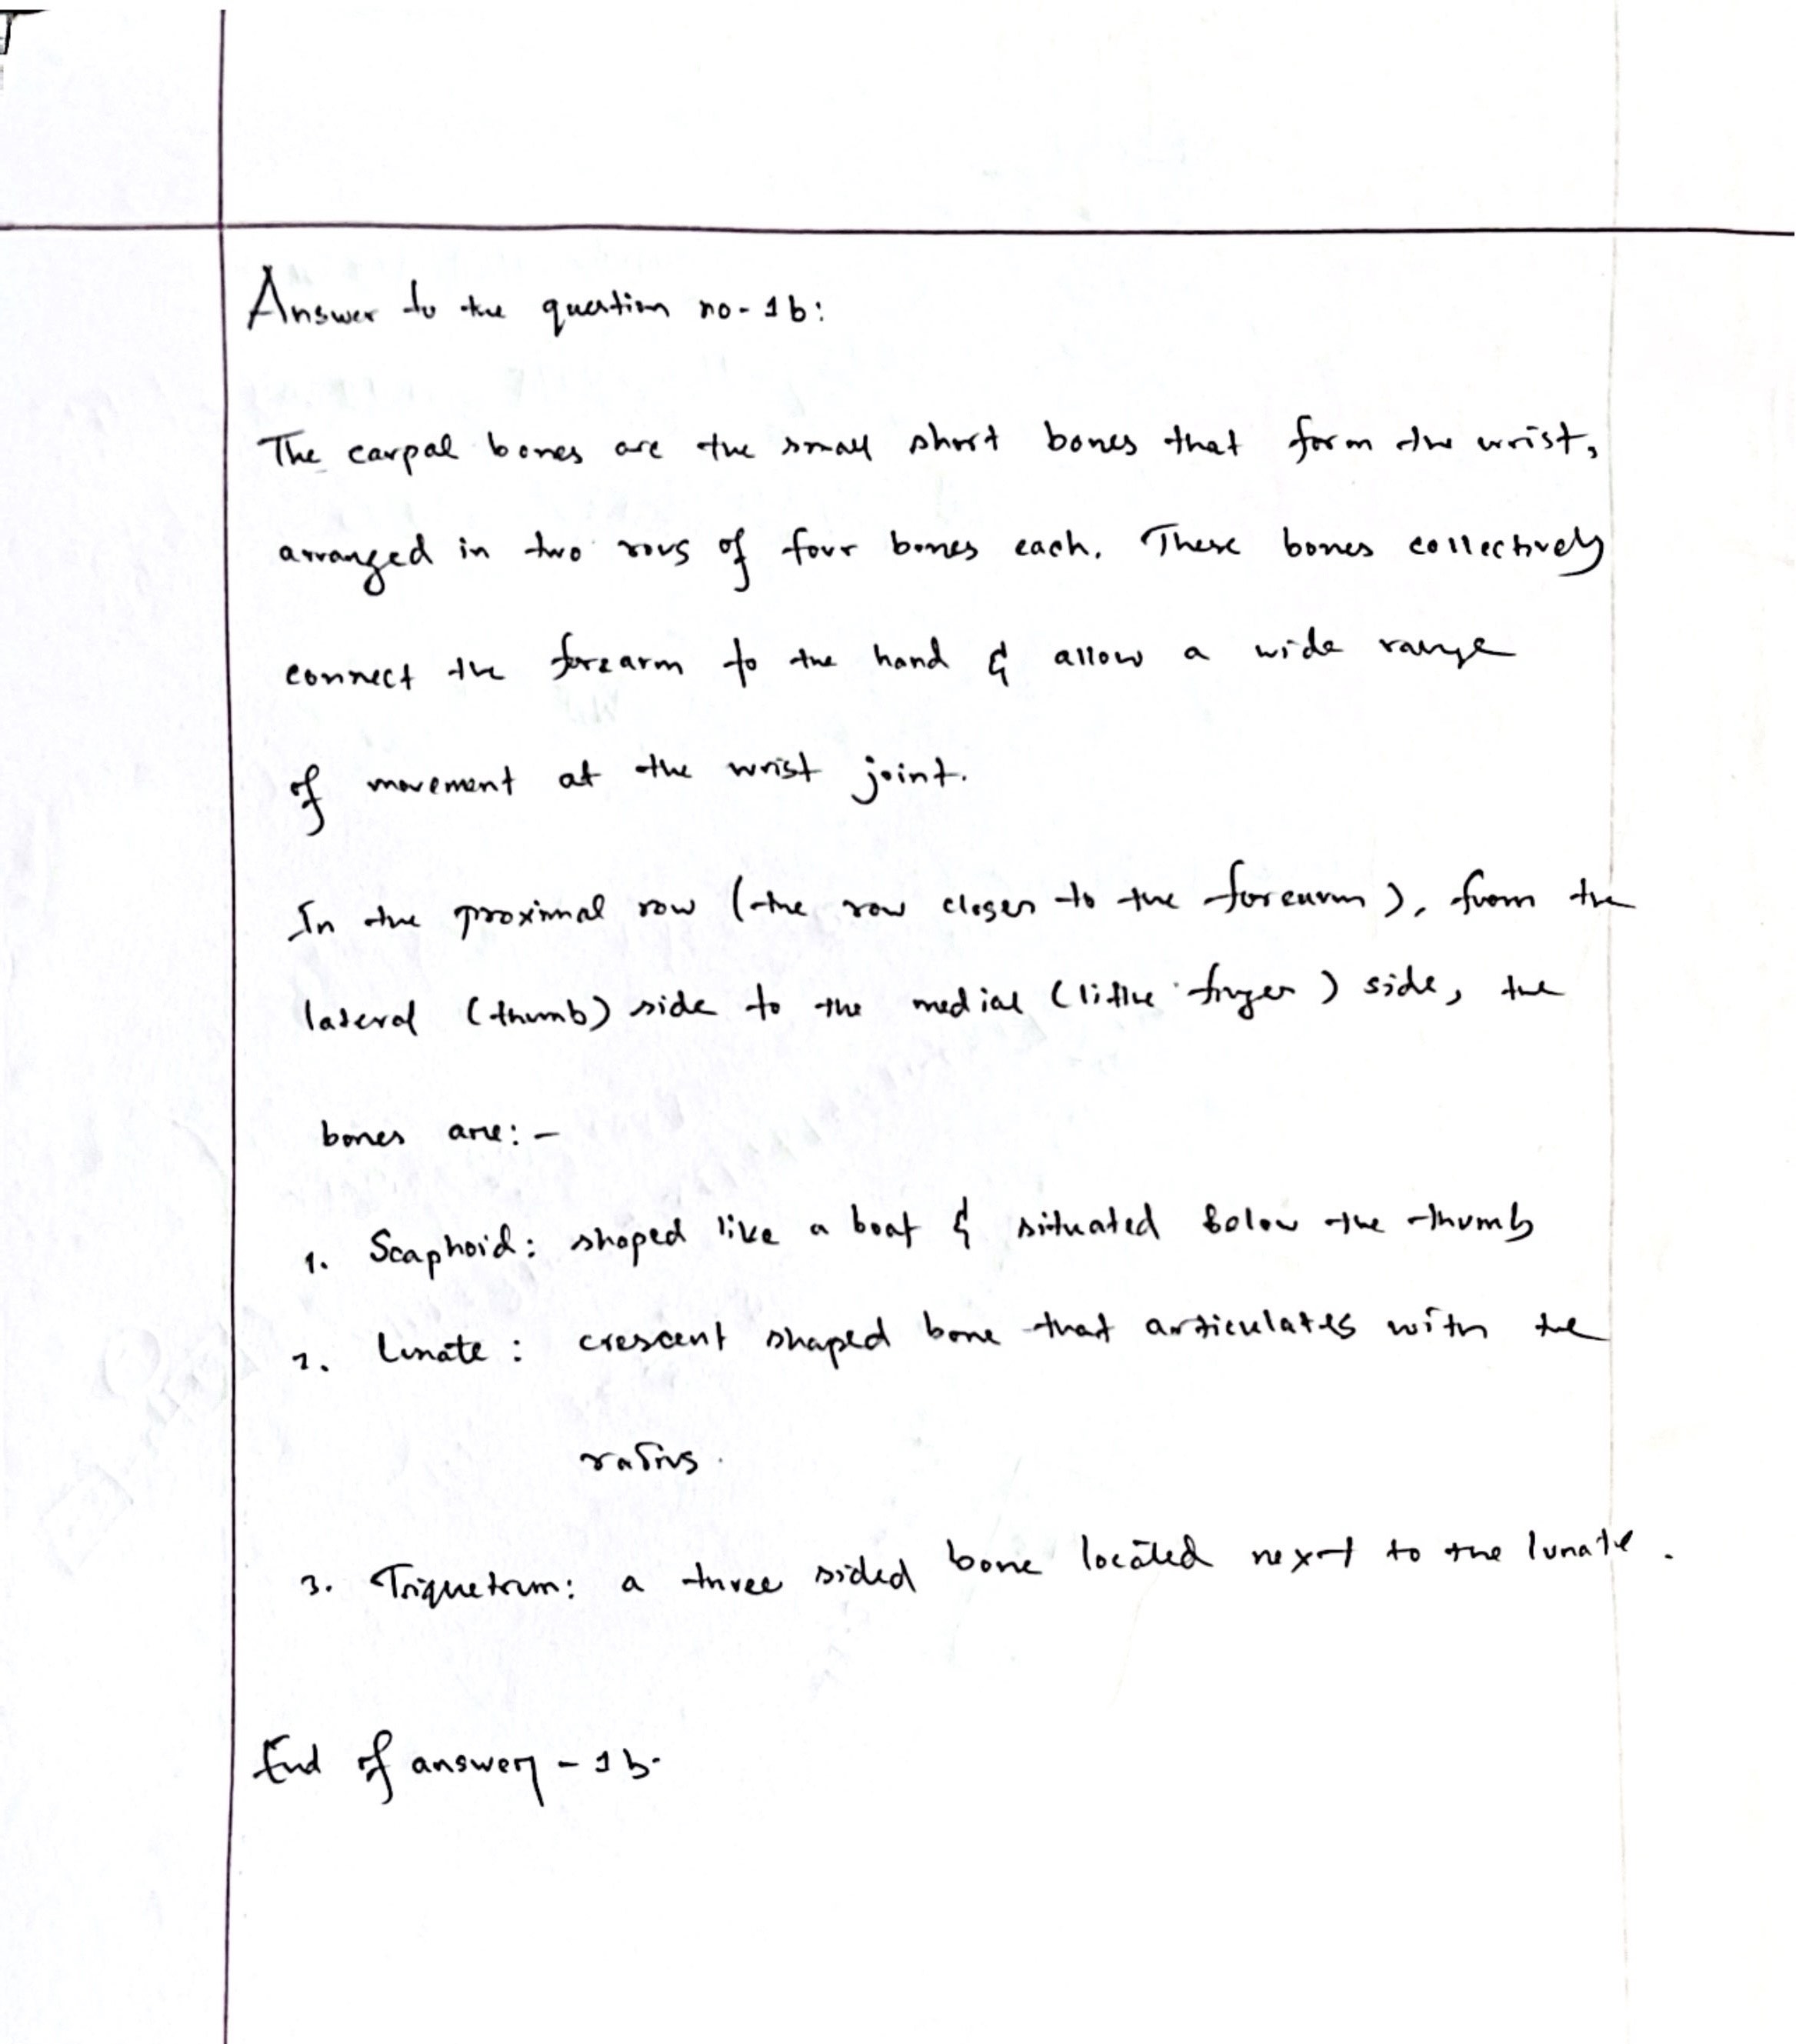 Answer to the question no-1b:
The carpal bones are the small short bones that form the wrist,
arranged in two rows of four bones each. These bones collectively
connect the forearm to the hand & allow a wide range
of movement at the wrist joint.
In the proximal row (the row closer to the forearm), from the
lateral (thumb) side to the medial (little finger) side, the
bones are:-
1. Scaphoid: shaped like a boat & situated below the thumb
2. Lunate: crescent shaped bone that articulates with the
radius.
3. Triquetrum: a three sided bone located next to the lunate.
End of answer - 1b.